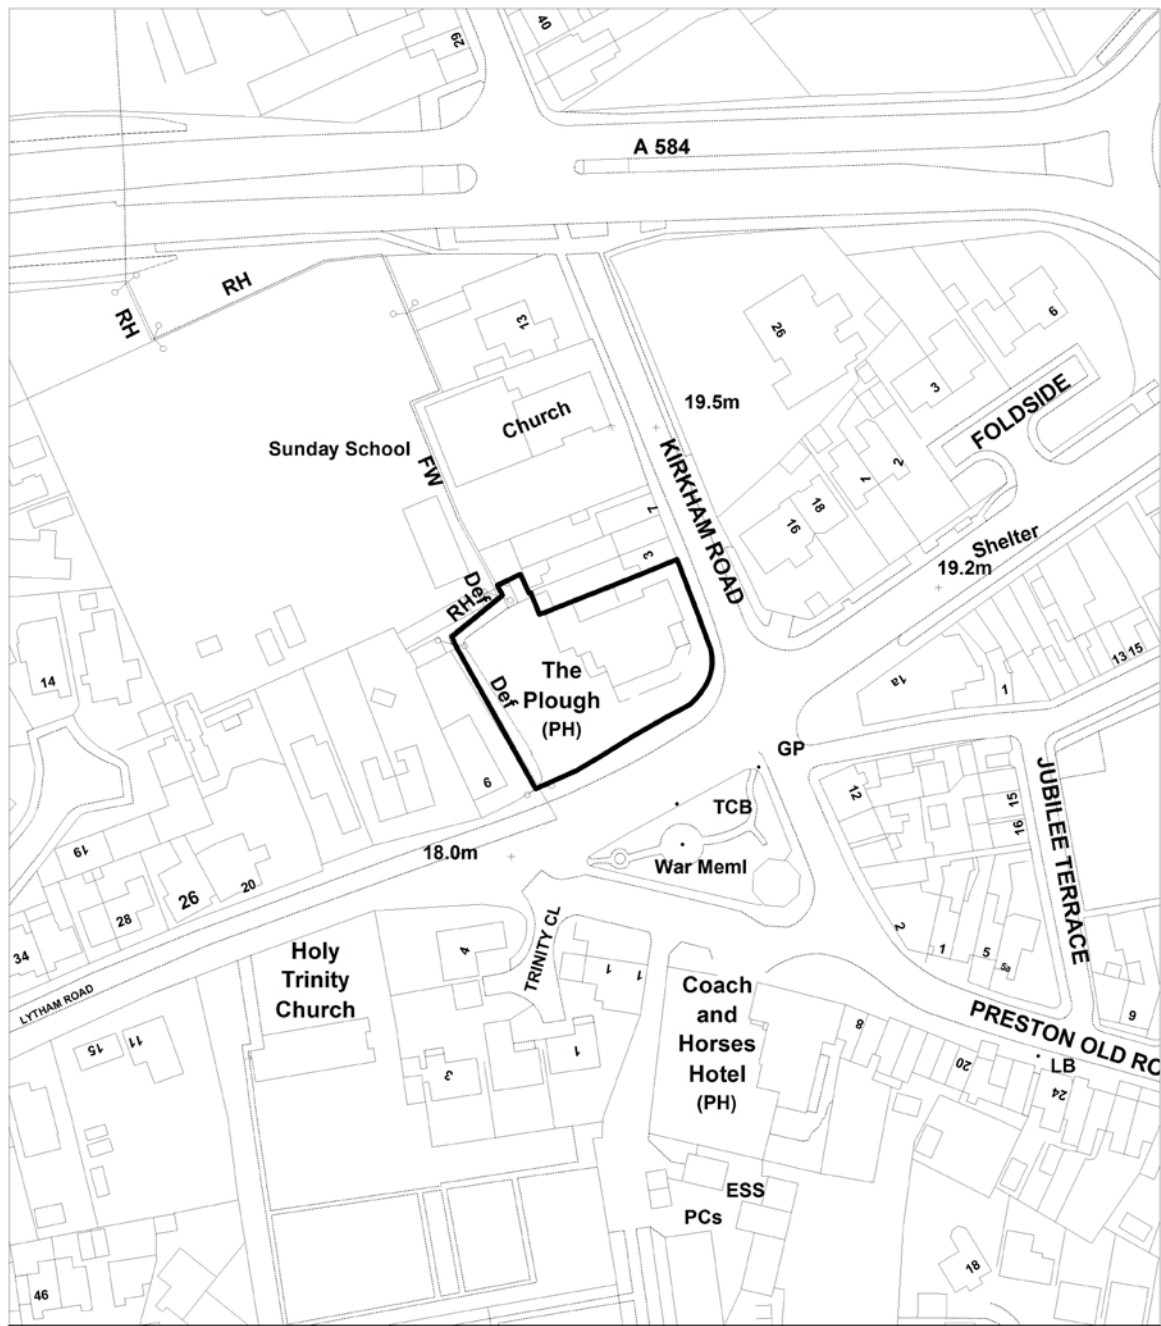 40
29
A 584
RH
RH
13
26
6
3
19.5m
Church
FOLDSIDE
Sunday School
FW
KIRKHAM ROAD
2
7
18
16
7
Shelter
19.2m
3
Def
RH
13 15
The
Plough
(PH)
Def
14
1a
1
GP
6
12
15
16
JUBILEE TERRACE
TCB
War Meml
18.0m
19
20
26
28
34
2
1
5
5a
TRINITY CL
4
Holy
Trinity
Church
1
1
Coach
and
Horses
Hotel
(PH)
LYTHAM ROAD
PRESTON OLD RO
6
8
20
LB
24
15
11
1
3
ESS
PCs
18
46